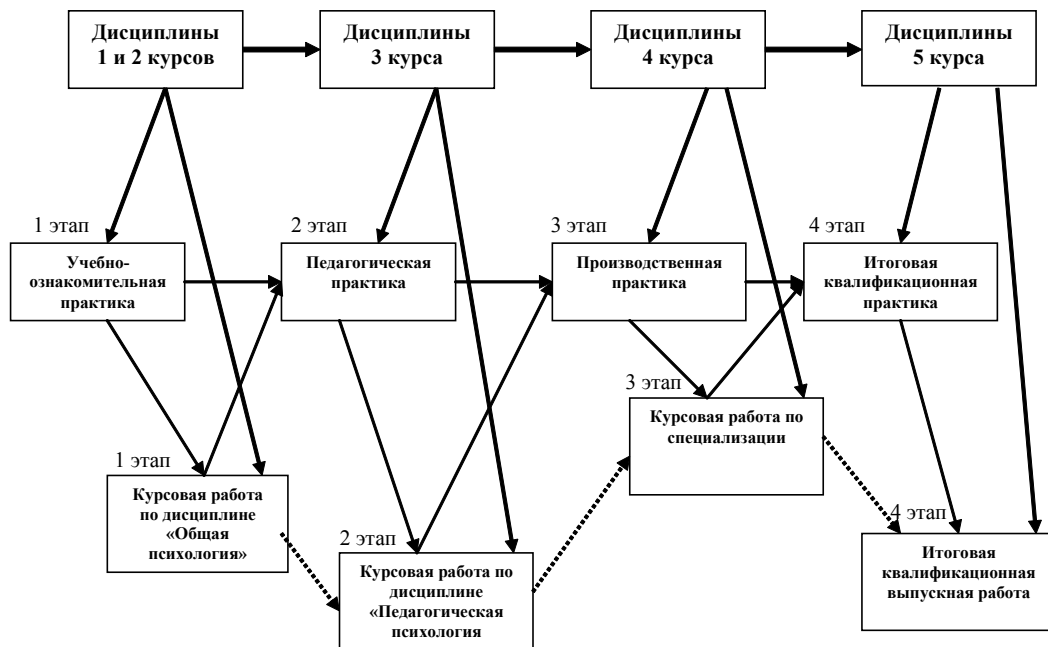 Дисциплины
1 и 2 курсов
Дисциплины
3 курса
Дисциплины
4 курса
Дисциплины
5 курса
1 этап
Учебно-
ознакомительная
практика
2 этап
Педагогическая
практика
3 этап
Производственная
практика
4 этап
Итоговая
квалификационная
практика
1 этап
Курсовая работа
по дисциплине
«Общая
психология»
2 этап
Курсовая работа по
дисциплине
«Педагогическая
психология
3 этап
Курсовая работа по
специализации
4 этап
Итоговая
квалификационная
выпускная работа